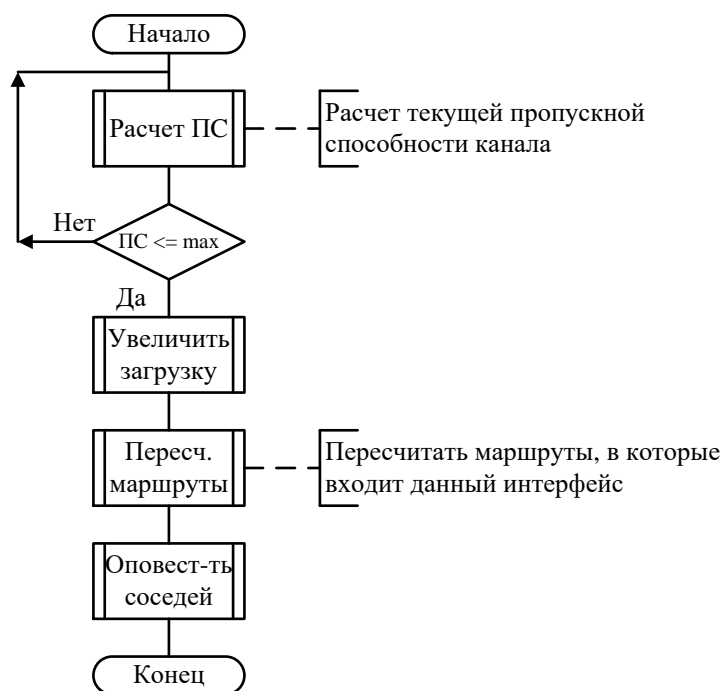 Начало
Расчет ПС
Расчет текущей пропускной
способности канала
Нет
ПС <= max
Да
Увеличить
загрузку
Пересч.
маршруты
Пересчитать маршруты, в которые
входит данный интерфейс
Оповест-ть
соседей
Конец